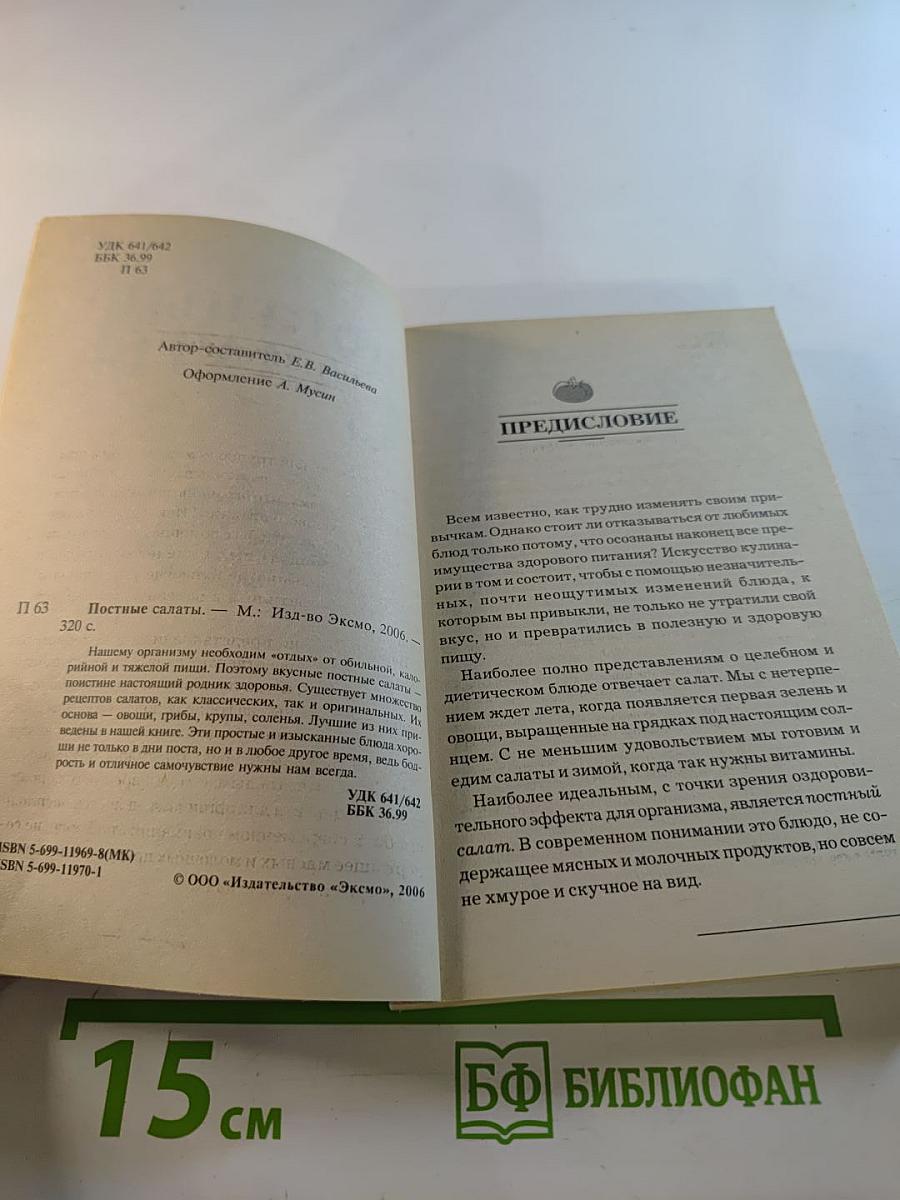 УДК 641/642
ББК 36.99
П 63
Автор-составитель Е.В. Васильева
Оформление А. Мусин
П 63 Постные салаты. — М.: Изд-во Эксмо, 2006. —
320 с.
Нашему организму необходим «отдых» от обильной, кало-
рийной и тяжелой пищи. Поэтому вкусные постные салаты —
поистине настоящий родник здоровья. Существует множество
рецептов салатов, как классических, так и оригинальных. Их
основа — овощи, грибы, крупы, соленья. Лучшие из них при-
ведены в нашей книге. Эти простые и изысканные блюда хоро-
ши не только в дни поста, но и в любое другое время, ведь бод-
рость и отличное самочувствие нужны нам всегда.
УДК 641/642
ББК 36.99
ISBN 5-699-11969-8(МК)
ISBN 5-699-11970-1
© ООО «Издательство «Эксмо», 2006
ПРЕДИСЛОВИЕ
Всем известно, как трудно изменять своим при-
вычкам. Однако стоит ли отказываться от любимых
блюд только потому, что осознаны наконец все пре-
имущества здорового питания? Искусство кулина-
рии в том и состоит, чтобы с помощью незначитель-
ных, почти неощутимых изменений блюда, к
которым вы привыкли, не только не утратили свой
вкус, но и превратились в полезную и здоровую
пищу.
Наиболее полно представлениям о целебном и
диетическом блюде отвечает салат. Мы с нетерпе-
нием ждет лета, когда появляется первая зелень и
овощи, выращенные на грядках под настоящим сол-
нцем. С не меньшим удовольствием мы готовим и
едим салаты и зимой, когда так нужны витамины.
Наиболее идеальным, с точки зрения оздорови-
тельного эффекта для организма, является постный
салат. В современном понимании это блюдо, не со-
держащее мясных и молочных продуктов, но совсем
не хмурое и скучное на вид.
15 см
БФ БИБЛИОФАН